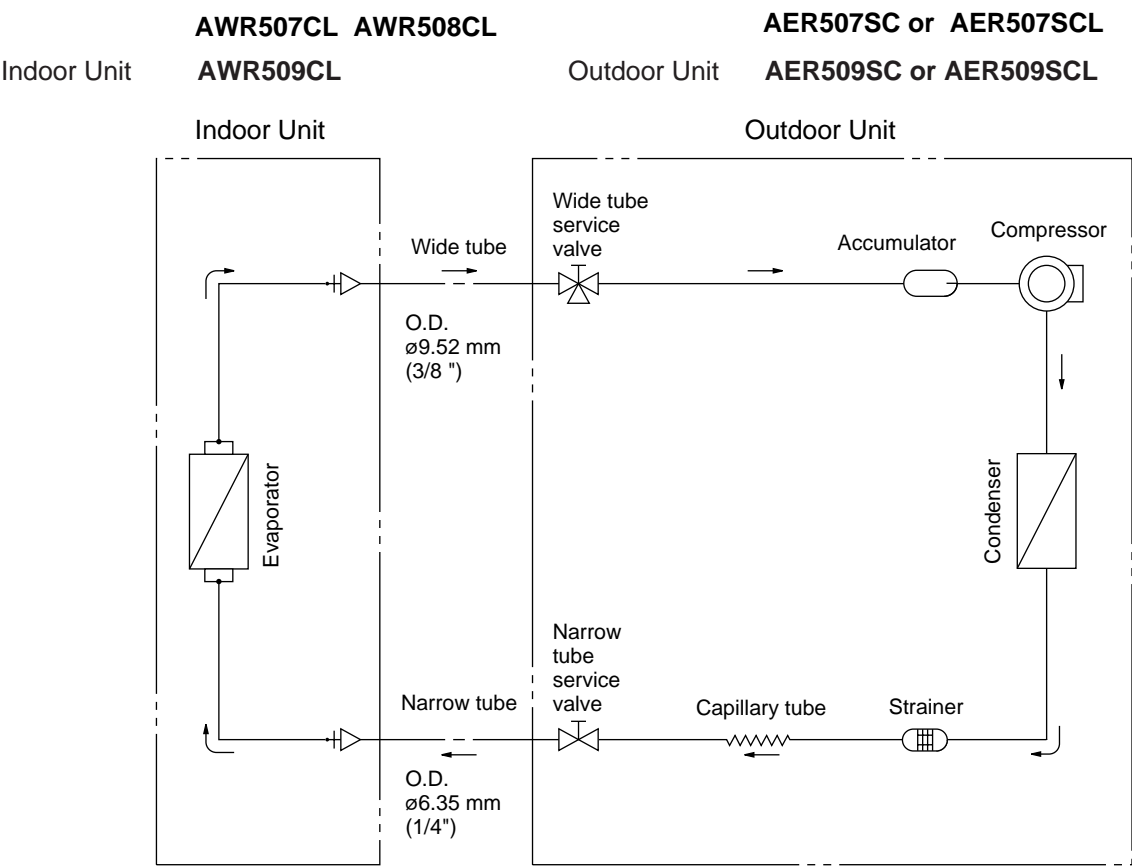 AWR507CL AWR508CL
AER507SC or AER507SCL
Indoor Unit AWR509CL
Outdoor Unit AER509SC or AER509SCL
Indoor Unit
Outdoor Unit
Wide tube
service
valve
Wide tube
Accumulator
Compressor
O.D.
ø9.52 mm
(3/8 ")
Evaporator
Condenser
Narrow
tube
service
valve
Narrow tube
Capillary tube
Strainer
O.D.
ø6.35 mm
(1/4")